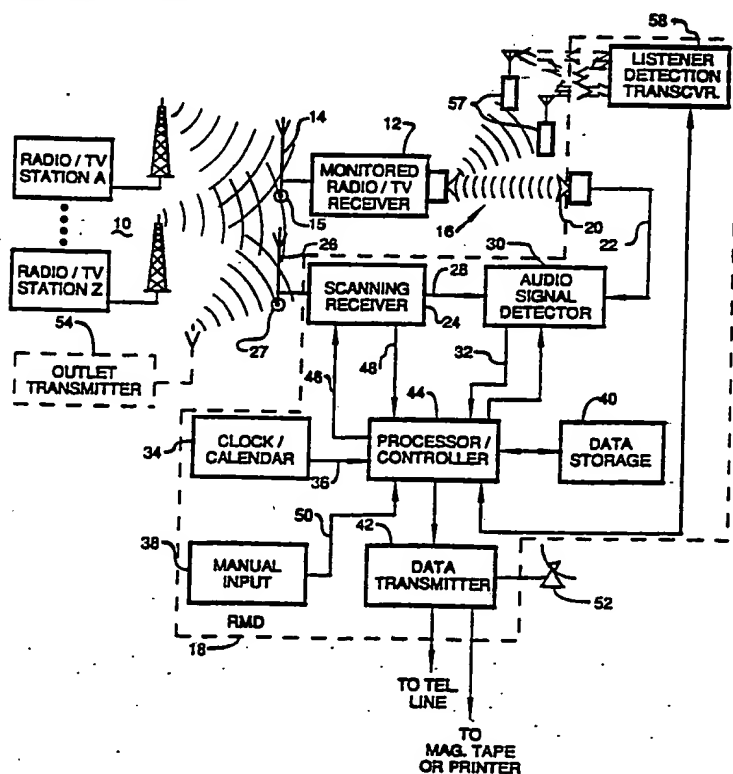 58
LISTENER
DETECTION
TRANSCVR.
57
14
12
RADIO / TV
STATION A
MONITORED
RADIO / TV
RECEIVER
15
16
20
22
10
26
30
RADIO / TV
STATION Z
28
SCANNING
RECEIVER
24
AUDIO
SIGNAL
DETECTOR
54
27
32
OUTLET
TRANSMITTER
46
48
44
40
34
CLOCK /
CALENDAR
36
PROCESSOR /
CONTROLLER
DATA
STORAGE
50
42
38
MANUAL
INPUT
DATA
TRANSMITTER
52
RMD
18
TO TEL.
LINE
TO
MAG. TAPE
OR PRINTER